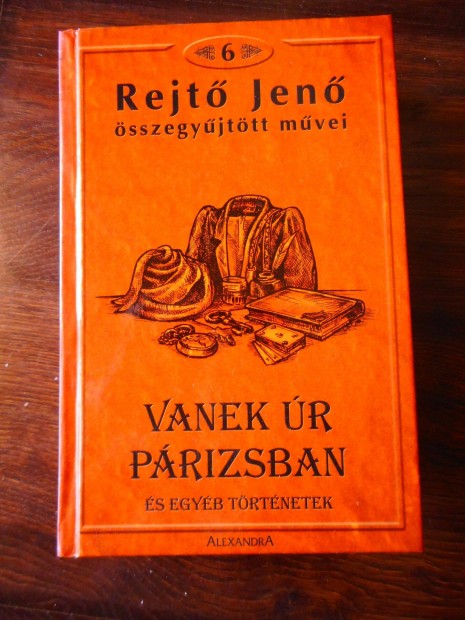 6
Rejtő Jenő
összegyűjtött művei
VANEK ÚR
PÁRIZSBAN
ÉS EGYÉB TÖRTÉNETEK
ALEXANDRA